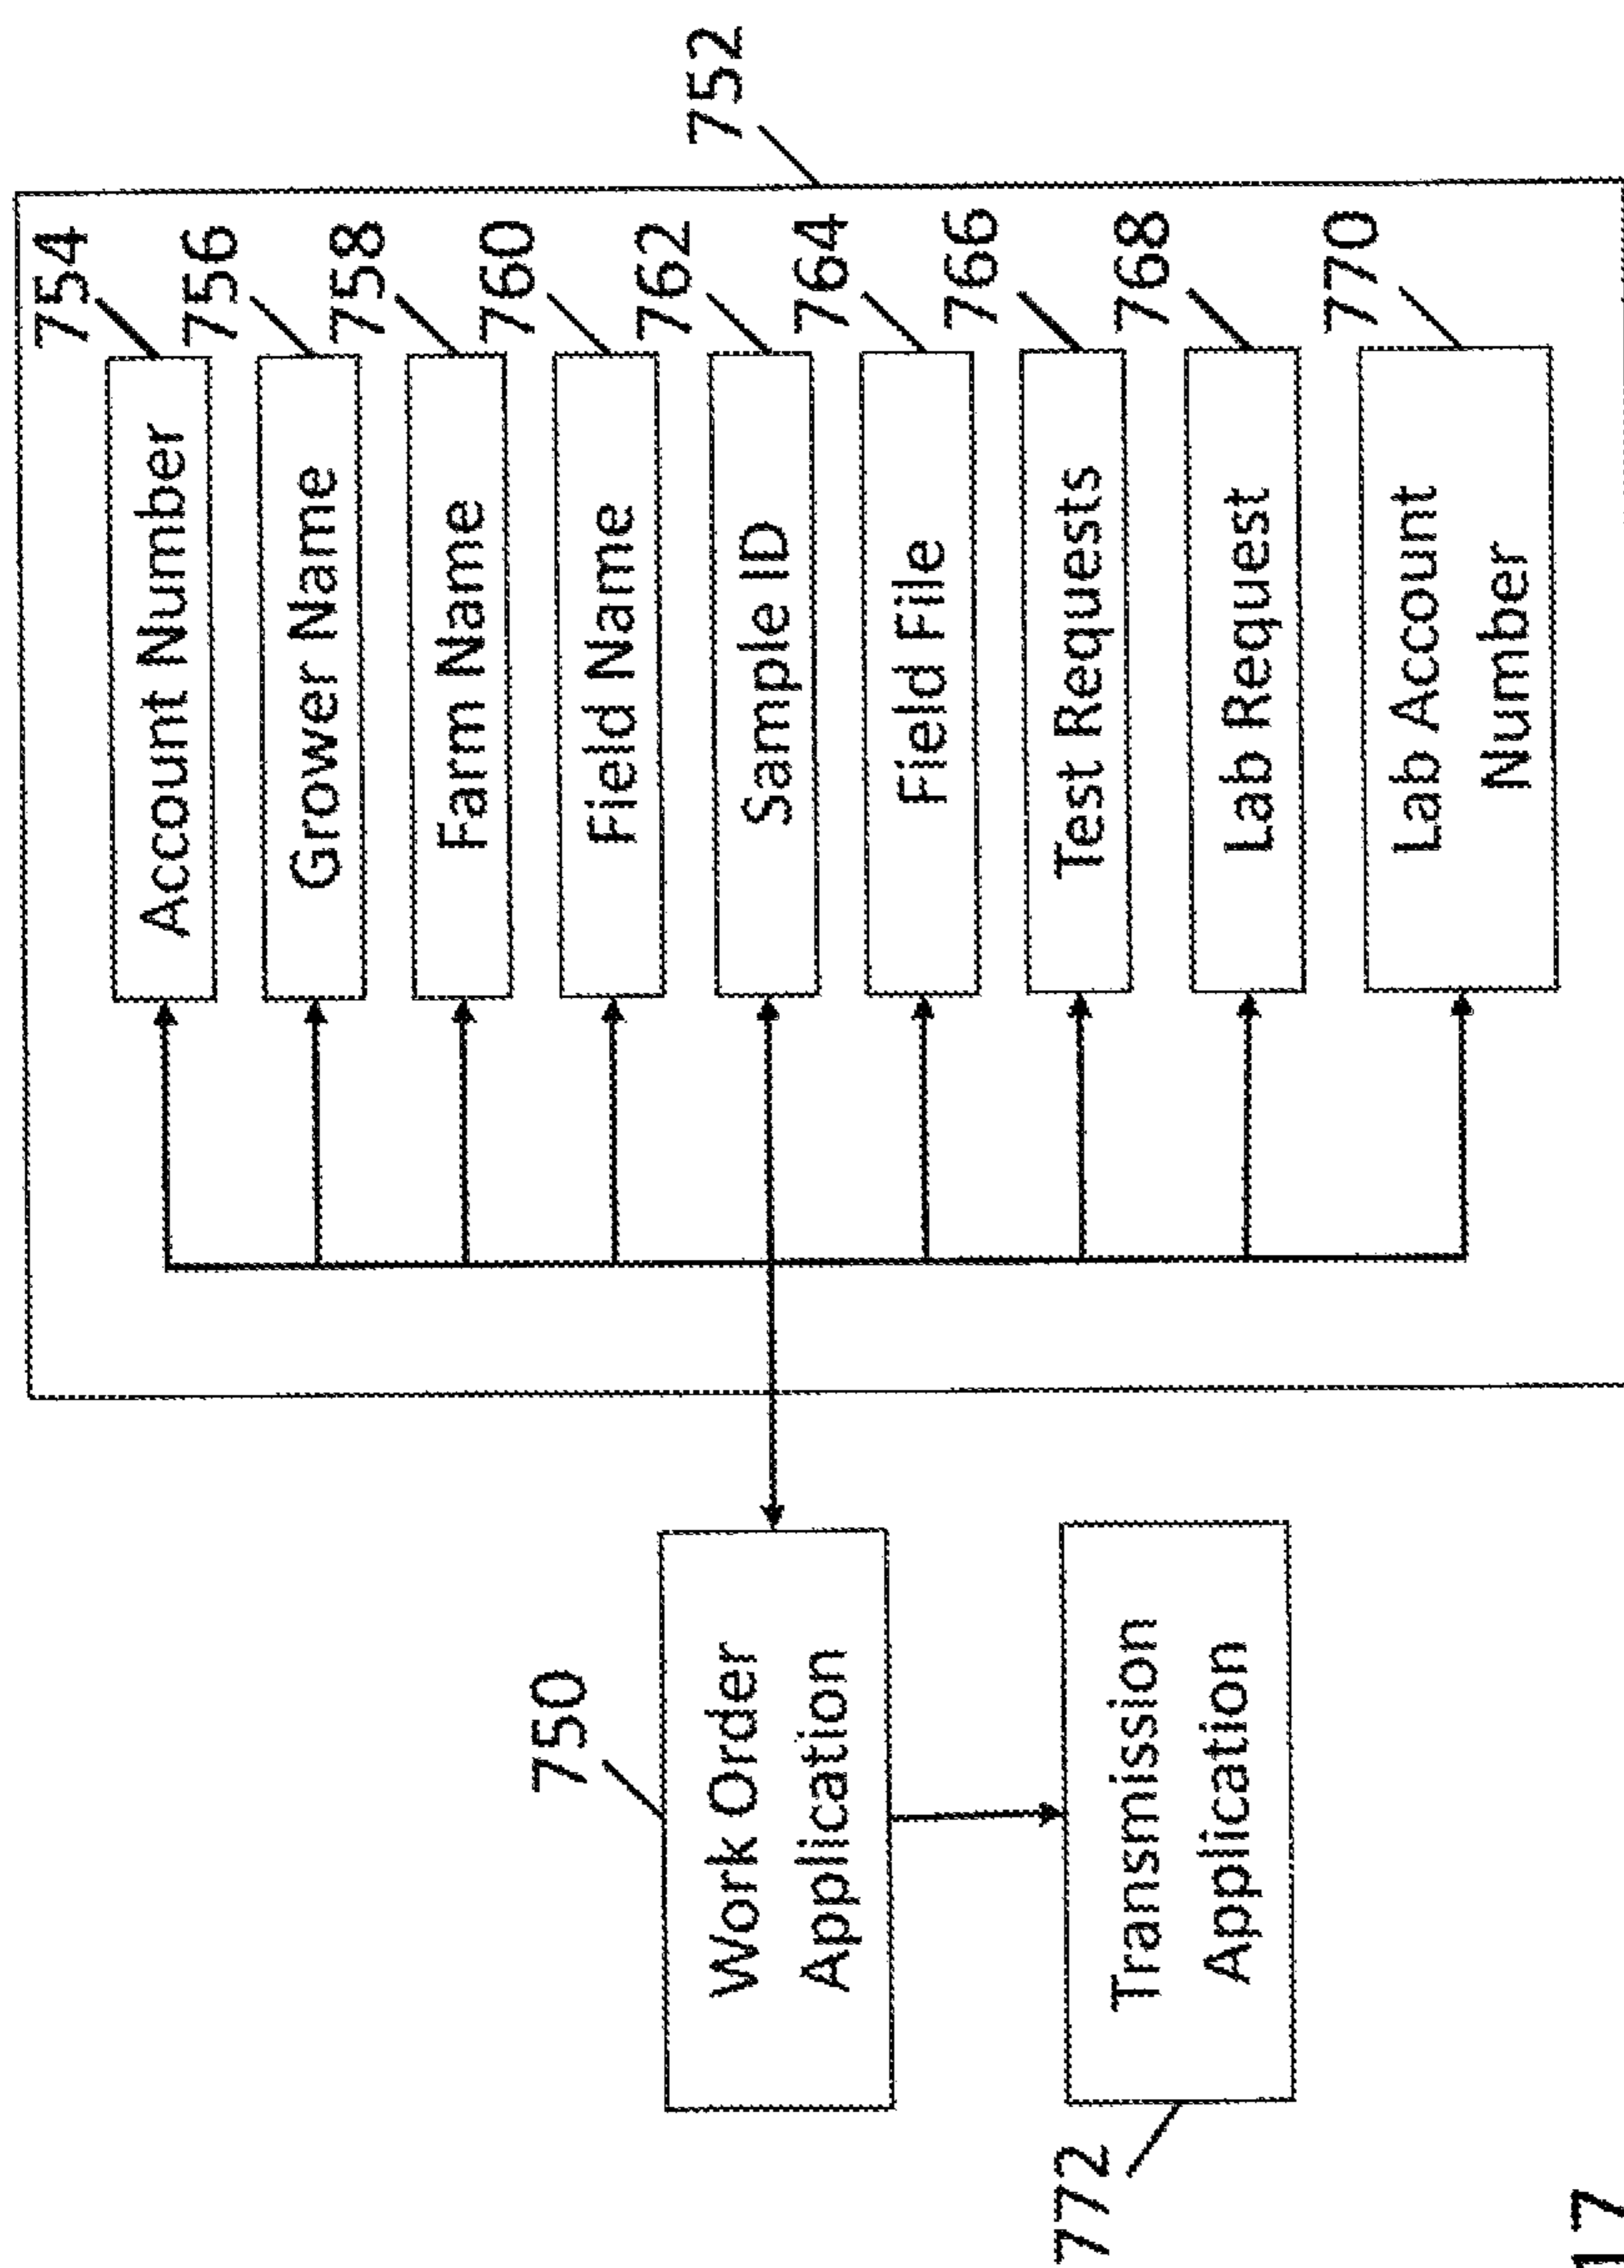 752
754
Account Number
756
Grower Name
758
Farm Name
760
Field Name
762
Sample ID
764
Field File
766
Test Requests
768
Lab Request
770
Lab Account
Number
750
Work Order
Application
Transmission
Application
772
17